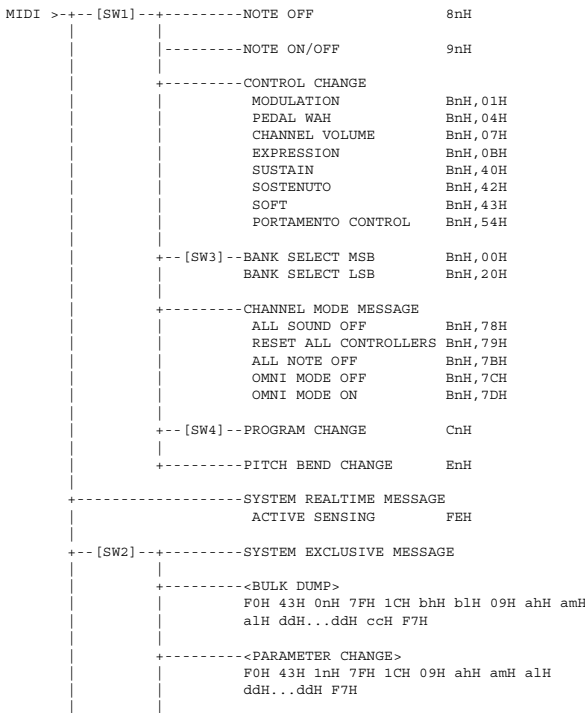 MIDI >-+--[SW1]--+---------NOTE OFF 8nH
|---------NOTE ON/OFF 9nH
+---------CONTROL CHANGE
MODULATION BnH,01H
PEDAL WAH BnH,04H
CHANNEL VOLUME BnH,07H
EXPRESSION BnH,0BH
SUSTAIN BnH,40H
SOSTENUTO BnH,42H
SOFT BnH,43H
PORTAMENTO CONTROL BnH,54H
+--[SW3]--BANK SELECT MSB BnH,00H
BANK SELECT LSB BnH,20H
+---------CHANNEL MODE MESSAGE
ALL SOUND OFF BnH,78H
RESET ALL CONTROLLERS BnH,79H
ALL NOTE OFF BnH,7BH
OMNI MODE OFF BnH,7CH
OMNI MODE ON BnH,7DH
+--[SW4]--PROGRAM CHANGE CnH
+---------PITCH BEND CHANGE EnH
+-------------------SYSTEM REALTIME MESSAGE
ACTIVE SENSING FEH
+--[SW2]--+---------SYSTEM EXCLUSIVE MESSAGE
+---------<BULK DUMP>
F0H 43H 0nH 7FH 1CH bhH blH 09H ahH amH
alH ddH...ddH ccH F7H
+---------<PARAMETER CHANGE>
F0H 43H 1nH 7FH 1CH 09H ahH amH alH
ddH...ddH F7H